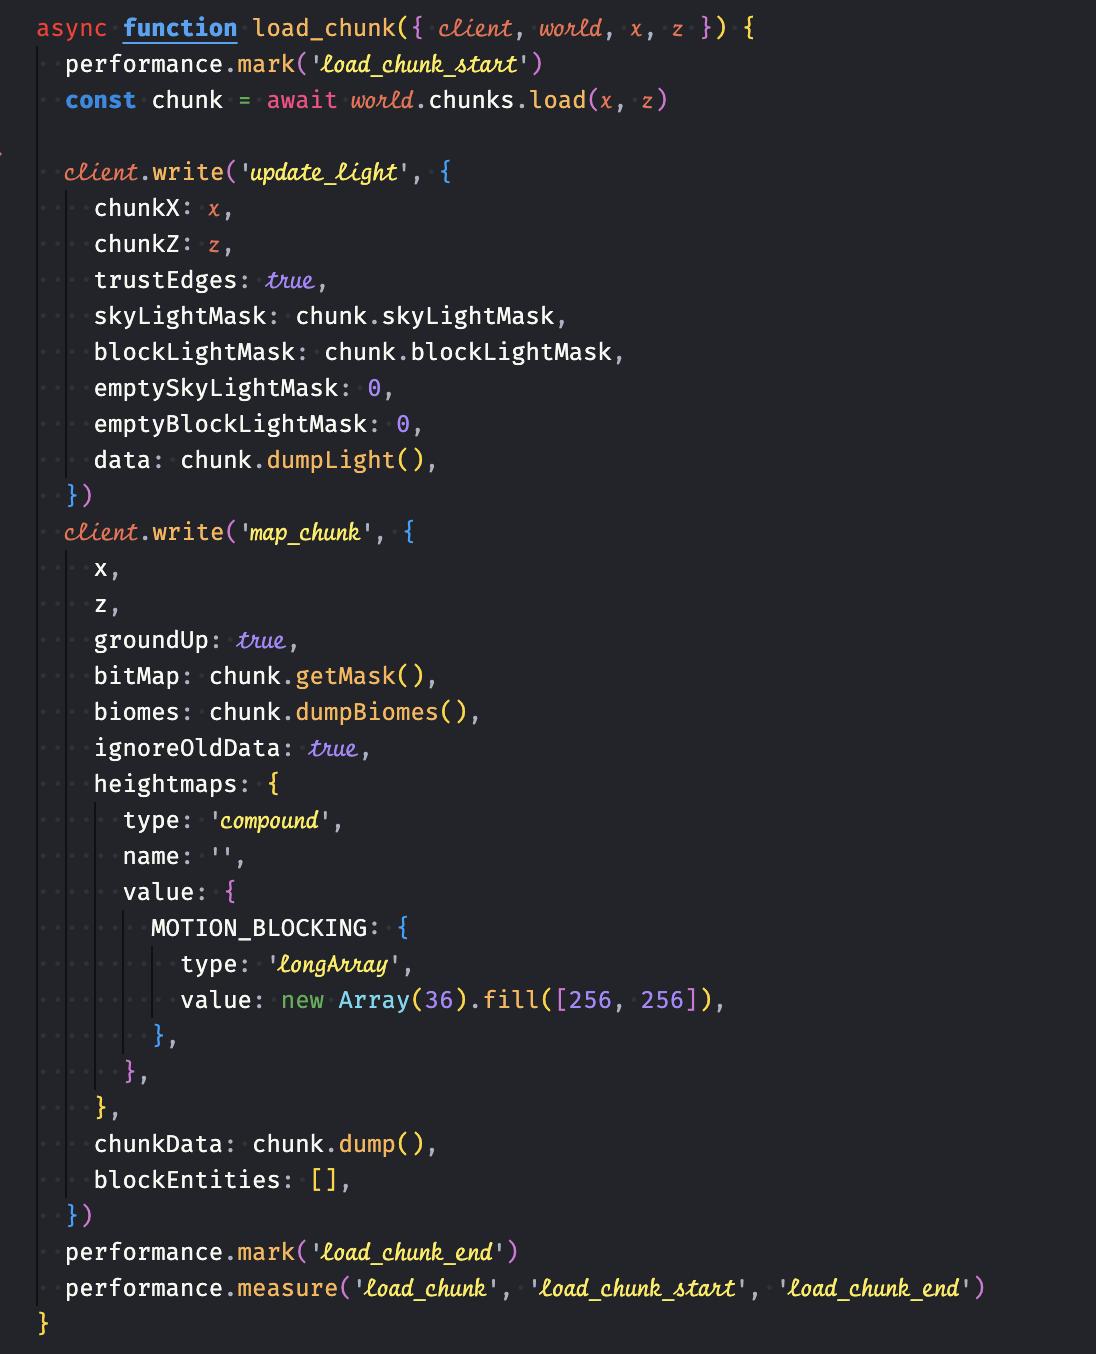 async function load_chunk({ client, world, x, z }) {
  performance.mark('load_chunk_start')
  const chunk = await world.chunks.load(x, z)

  client.write('update_light', {
    chunkX: x,
    chunkZ: z,
    trustEdges: true,
    skyLightMask: chunk.skyLightMask,
    blockLightMask: chunk.blockLightMask,
    emptySkyLightMask: 0,
    emptyBlockLightMask: 0,
    data: chunk.dumpLight(),
  })
  client.write('map_chunk', {
    x,
    z,
    groundUp: true,
    bitMap: chunk.getMask(),
    biomes: chunk.dumpBiomes(),
    ignoreOldData: true,
    heightmaps: {
      type: 'compound',
      name: '',
      value: {
        MOTION_BLOCKING: {
          type: 'longArray',
          value: new Array(36).fill([256, 256]),
        },
      },
    },
    chunkData: chunk.dump(),
    blockEntities: [],
  })
  performance.mark('load_chunk_end')
  performance.measure('load_chunk', 'load_chunk_start', 'load_chunk_end')
}